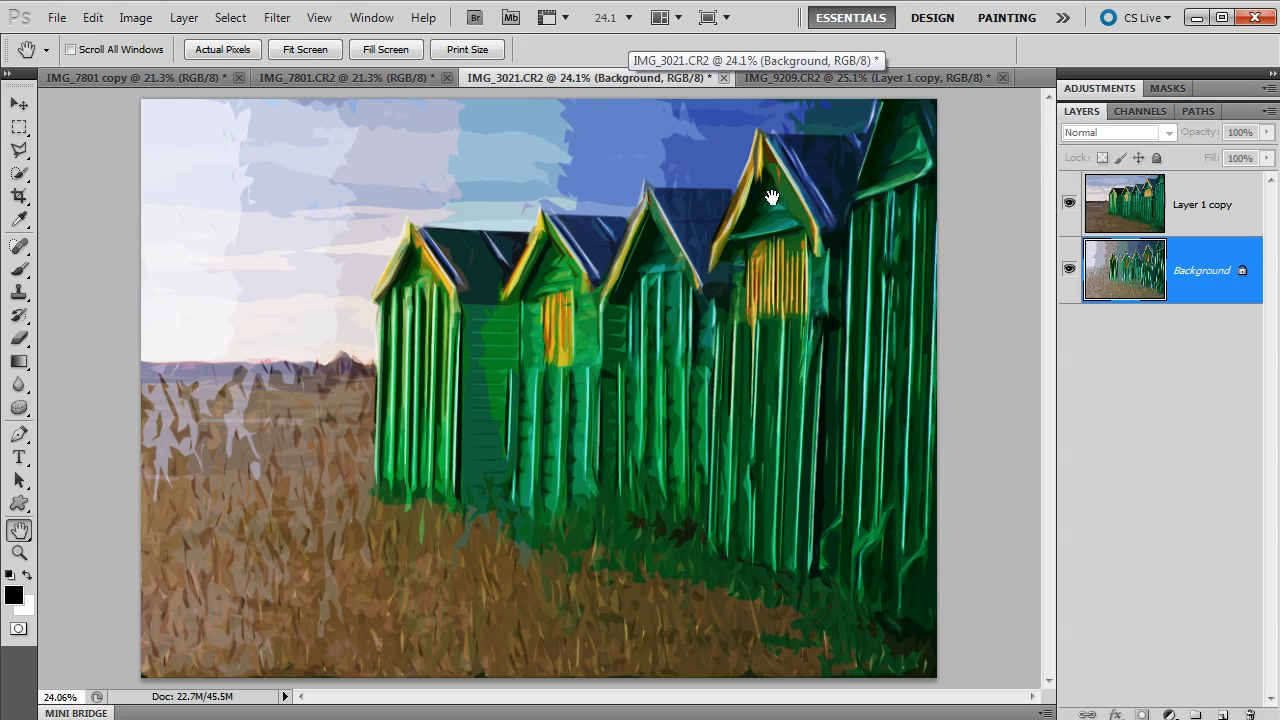 Ps File Edit Image Layer Select Filter View Window Help Br Mb 24.1 ESSENTIALS DESIGN PAINTING CS Live
Scroll All Windows Actual Pixels Fit Screen Fill Screen Print Size
IMG_3021.CR2 @ 24.1% (Background, RGB/8) *
IMG_7801 copy @ 21.3% (RGB/8) * IMG_7801.CR2 @ 21.3% (RGB/8) * IMG_3021.CR2 @ 24.1% (Background, RGB/8) * IMG_9209.CR2 @ 25.1% (Layer 1 copy, RGB/8) *
ADJUSTMENTS MASKS
LAYERS CHANNELS PATHS
Normal Opacity: 100%
Lock: Fill: 100%
Layer 1 copy
Background
24.06% Doc: 22.7M/45.5M
MINI BRIDGE